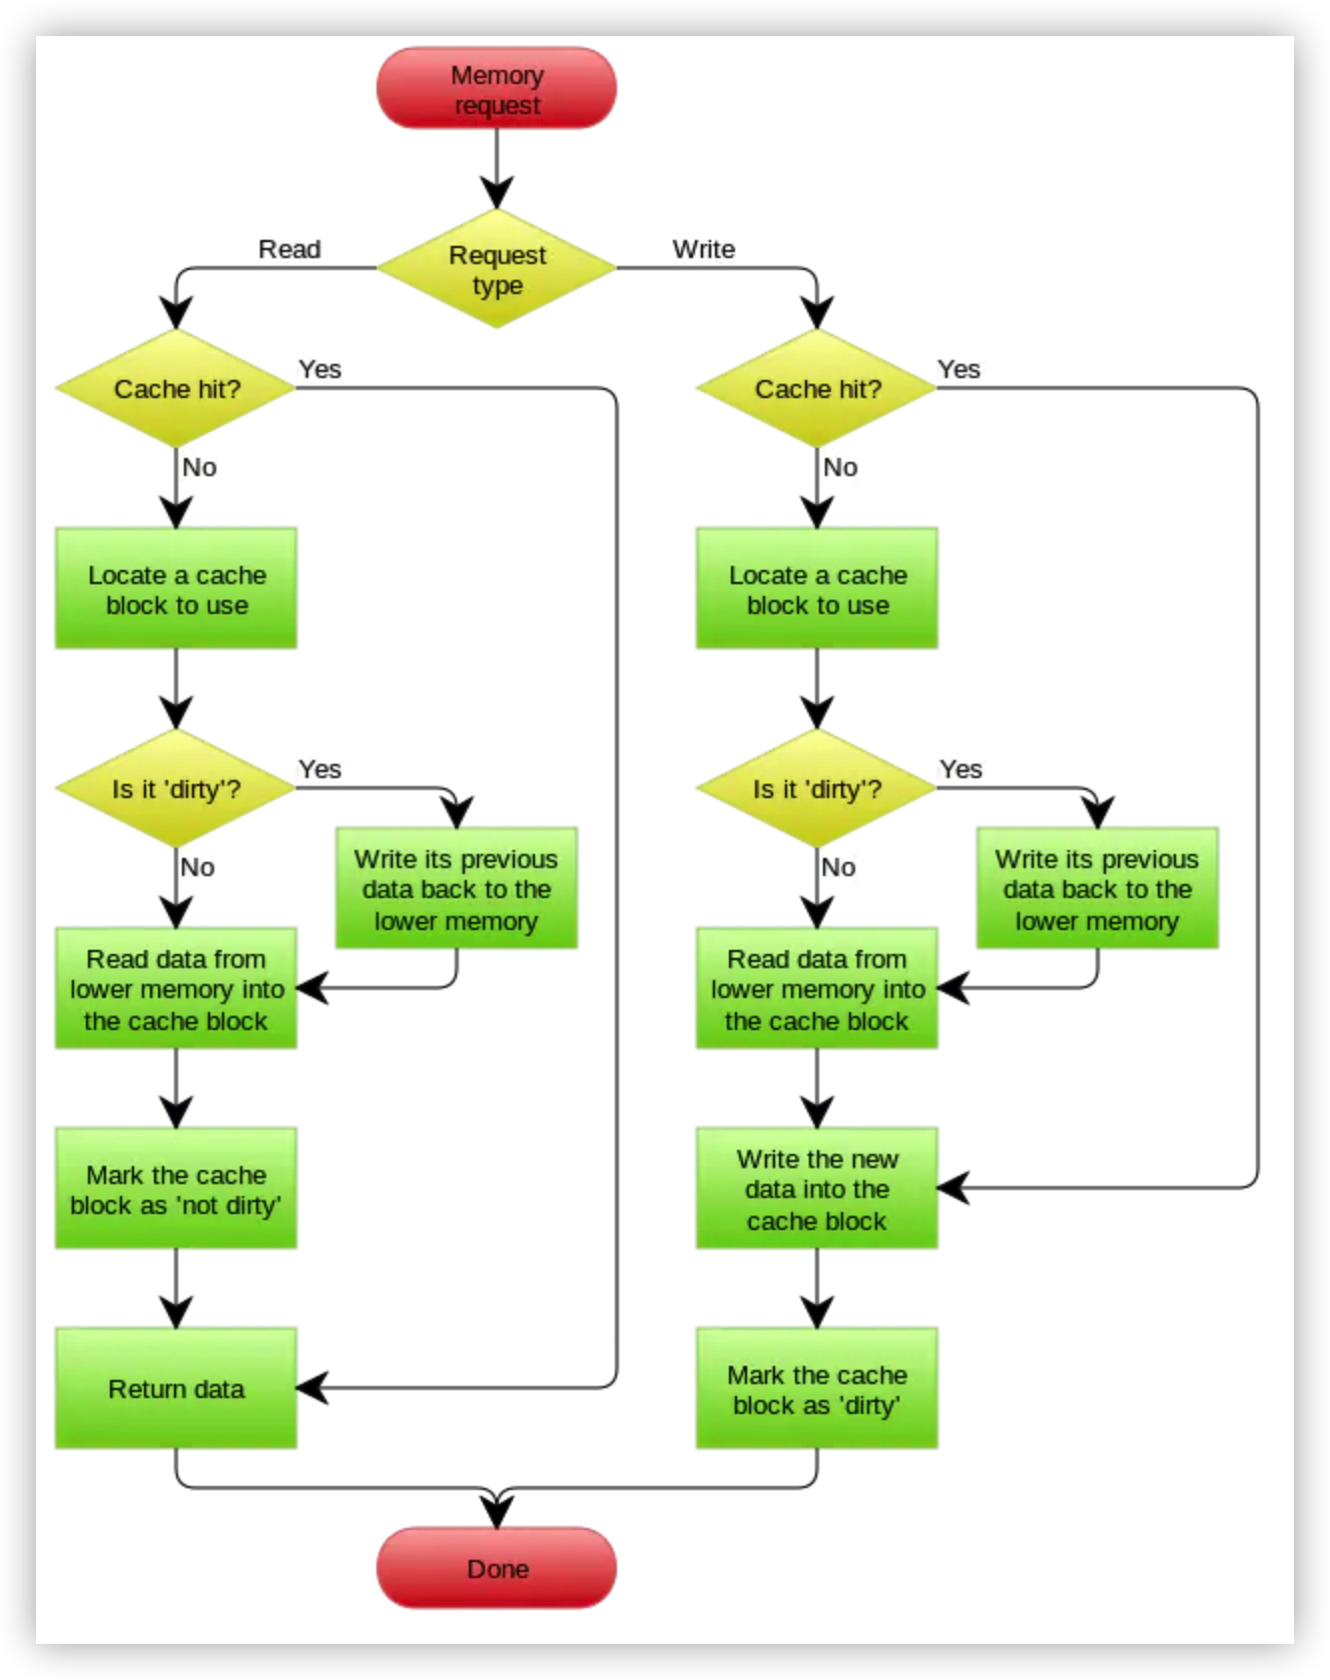 Memory
request
Request
type
Read
Write
Cache hit?
Yes
No
Locate a cache
block to use
Is it 'dirty'?
Yes
No
Write its previous
data back to the
lower memory
Read data from
lower memory into
the cache block
Mark the cache
block as 'not dirty'
Return data
Cache hit?
Yes
No
Locate a cache
block to use
Is it 'dirty'?
Yes
No
Write its previous
data back to the
lower memory
Read data from
lower memory into
the cache block
Write the new
data into the
cache block
Mark the cache
block as 'dirty'
Done